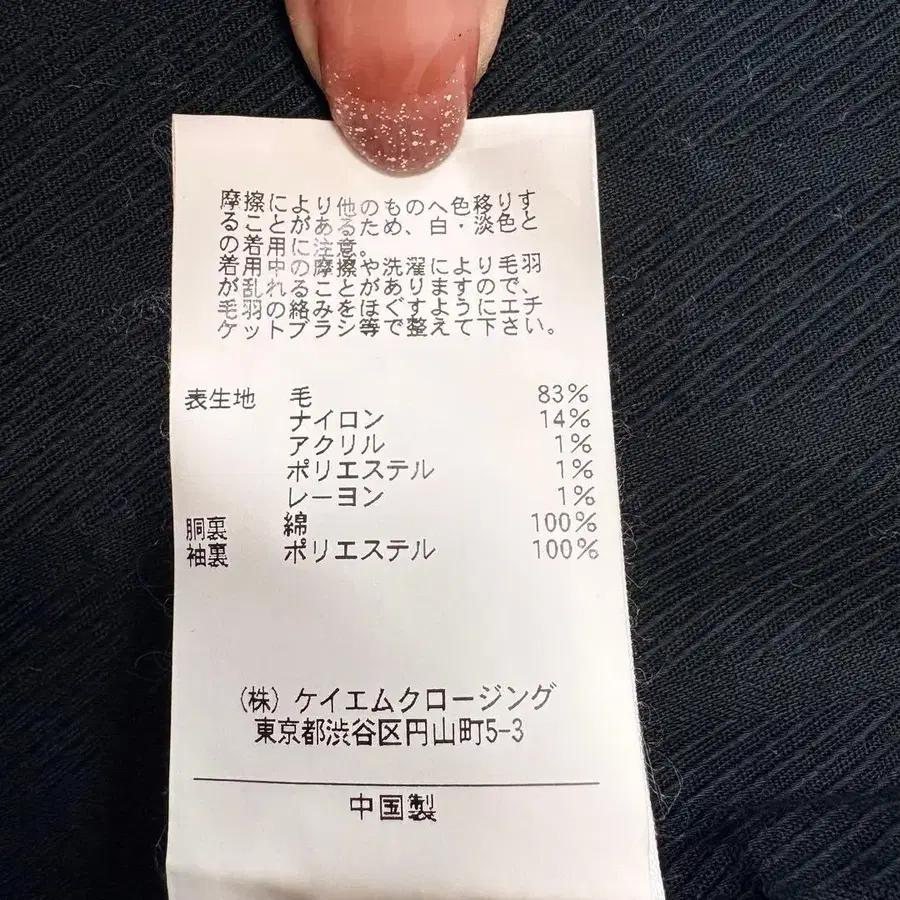 摩擦により他のものへ色移りす
ることがあるため、白・淡色と
の着用に注意。
着用中の摩擦や洗濯により毛羽
が乱れることがありますので、
毛羽の絡みをほぐすようにエチ
ケットブラシ等で整えて下さい。
表生地 毛 83%
ナイロン 14%
アクリル 1%
ポリエステル 1%
レーヨン 1%
胴裏 綿 100%
袖裏 ポリエステル 100%
(株) ケイエムクロージング
東京都渋谷区円山町5-3
中国製